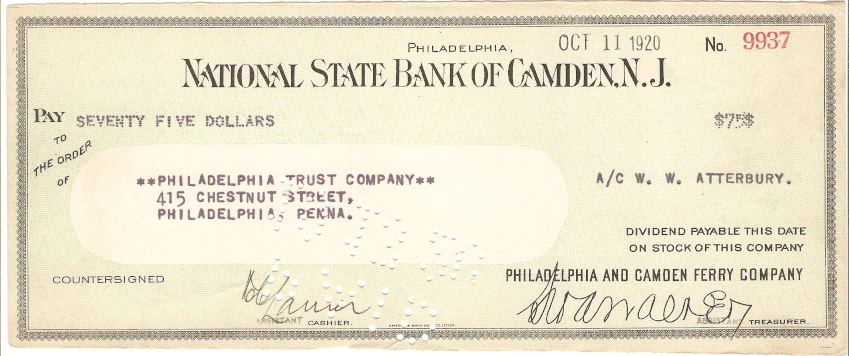 PHILADELPHIA, OCT 11 1920 No. 9937
NATIONAL STATE BANK OF CAMDEN, N. J.
PAY SEVENTY FIVE DOLLARS $75$
TO
THE ORDER
OF
**PHILADELPHIA TRUST COMPANY** A/C W. W. ATTERBURY.
415 CHESTNUT STREET,
PHILADELPHIA, PENNA.
DIVIDEND PAYABLE THIS DATE
ON STOCK OF THIS COMPANY
COUNTERSIGNED PHILADELPHIA AND CAMDEN FERRY COMPANY
ASSISTANT CASHIER. ASSISTANT TREASURER.